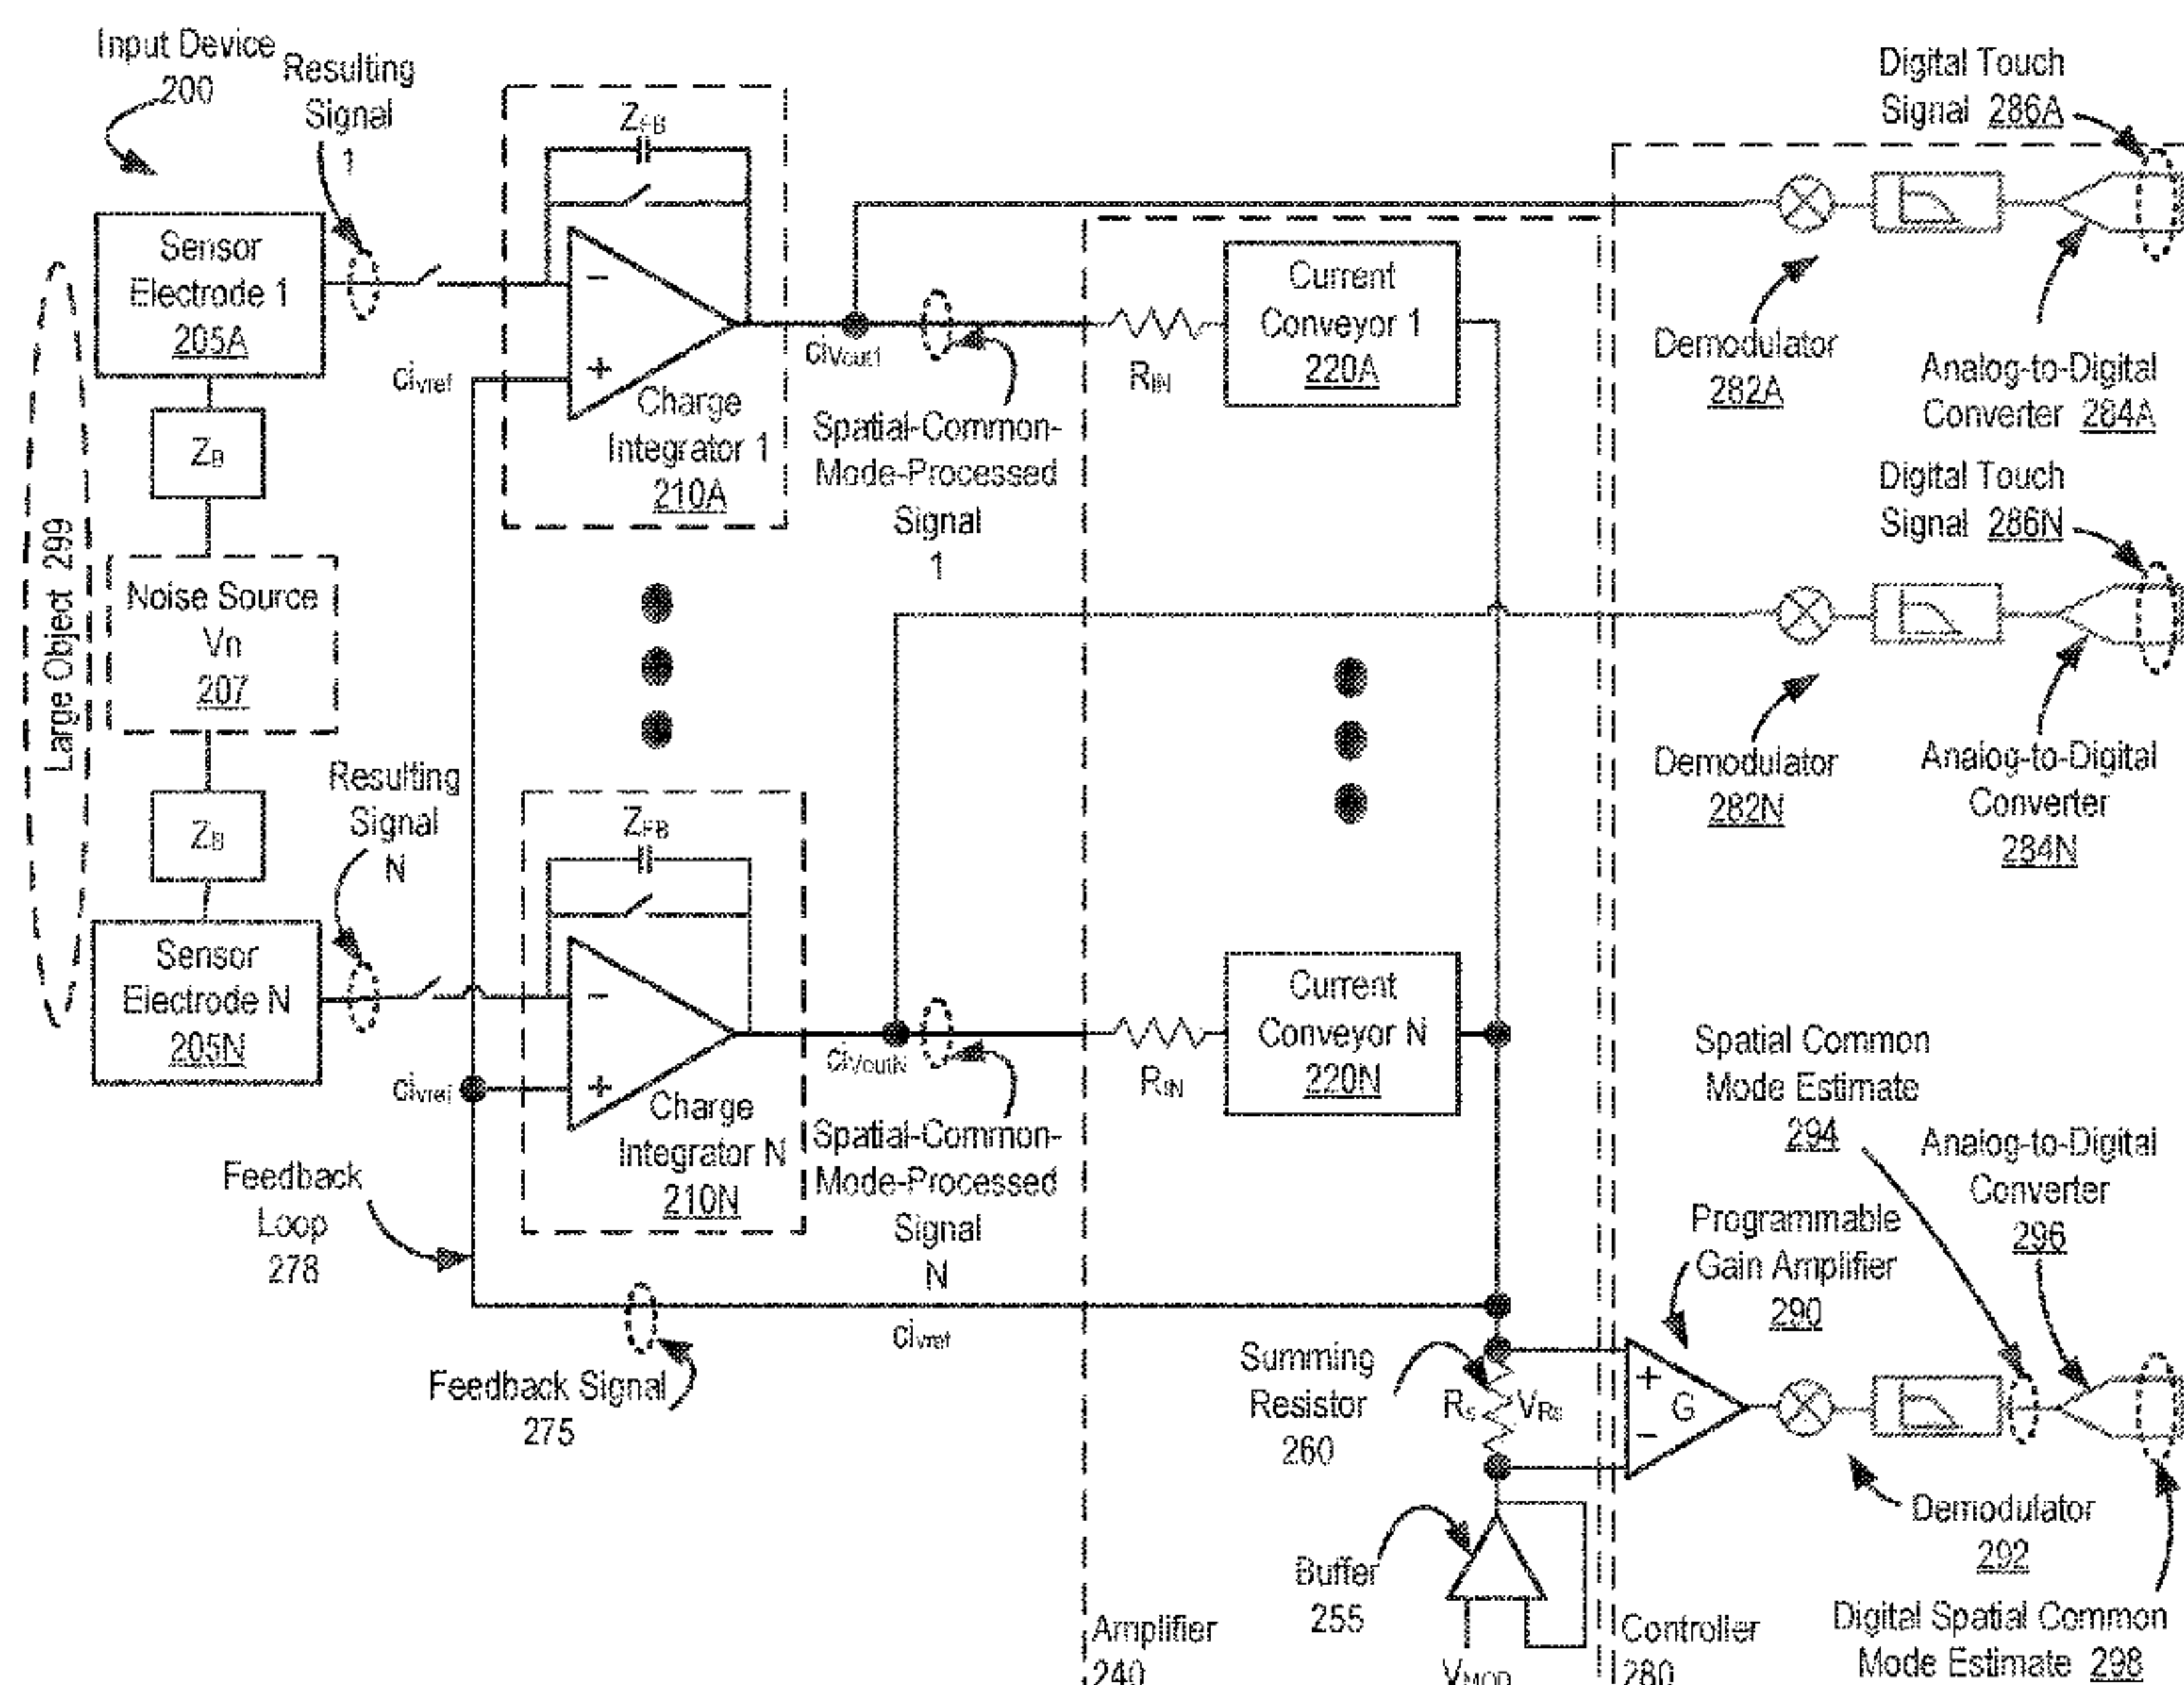 Input Device
200
Resulting
Signal
1
Z_FB
Digital Touch
Signal 286A
Sensor
Electrode 1
205A
−
+
ci_vref
Charge
Integrator 1
210A
ci_Vout1
Spatial-Common-
Mode-Processed
Signal
1
R_IN
Current
Conveyor 1
220A
Demodulator
282A
Analog-to-Digital
Converter 284A
Z_B
Large Object 299
Noise Source
Vn
207
Z_B
Digital Touch
Signal 286N
Demodulator
282N
Analog-to-Digital
Converter
284N
Resulting
Signal
N
Z_FB
Sensor
Electrode N
205N
−
+
ci_vref
Charge
Integrator N
210N
ci_VoutN
Spatial-Common-
Mode-Processed
Signal
N
R_IN
Current
Conveyor N
220N
Spatial Common
Mode Estimate
294
Analog-to-Digital
Converter
296
Programmable
Gain Amplifier
290
Feedback
Loop
278
ci_vref
Feedback Signal
275
Summing
Resistor
260
R_s
V_Rs
+
G
−
Demodulator
292
Buffer
255
V_MOD
Amplifier
240
Controller
280
Digital Spatial Common
Mode Estimate 298